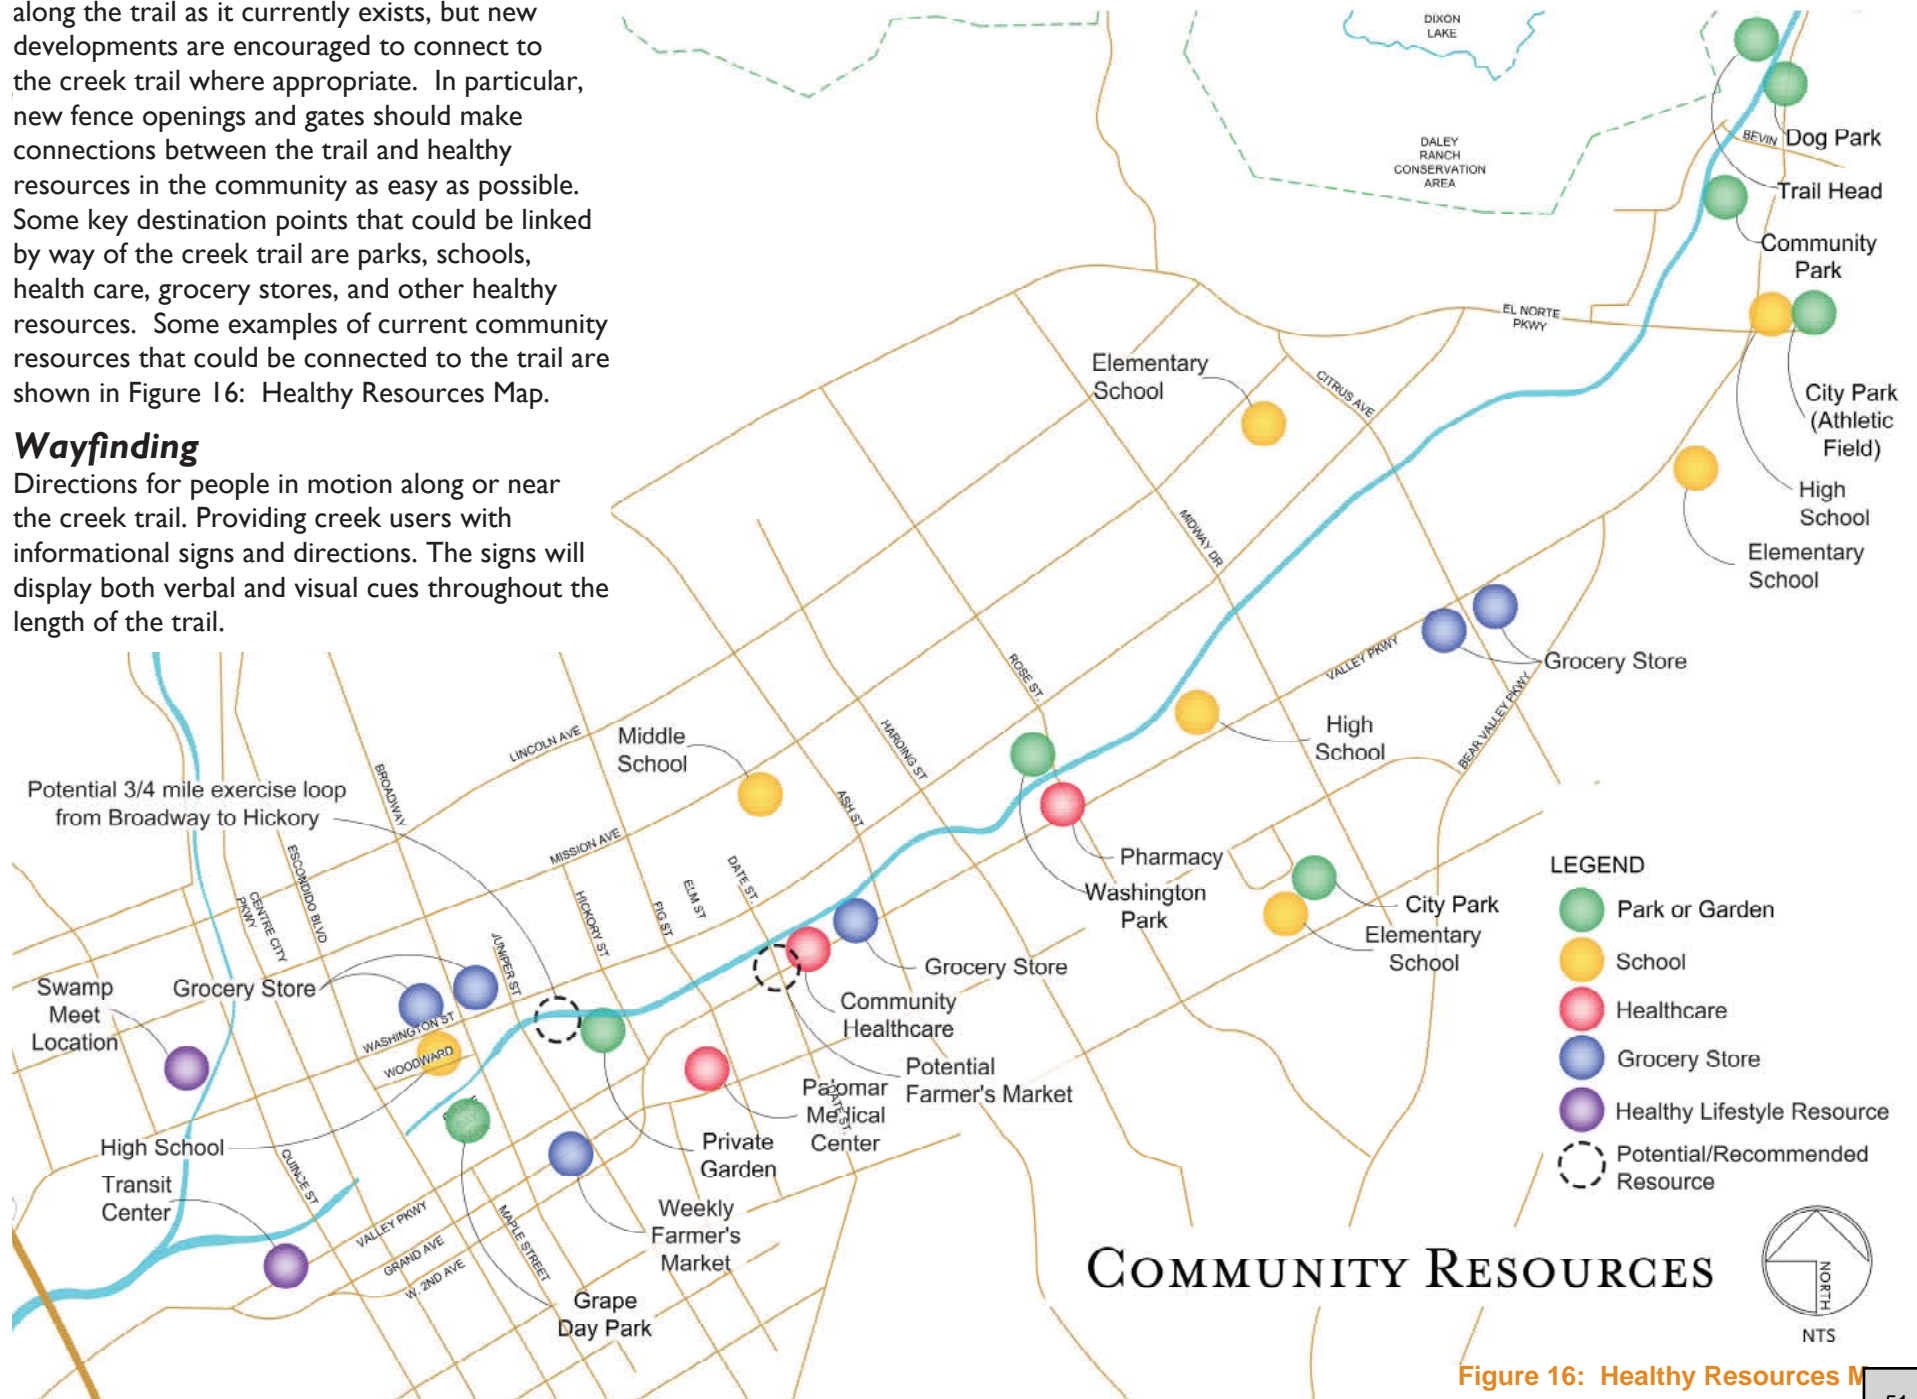 along the trail as it currently exists, but new
developments are encouraged to connect to
the creek trail where appropriate. In particular,
new fence openings and gates should make
connections between the trail and healthy
resources in the community as easy as possible.
Some key destination points that could be linked
by way of the creek trail are parks, schools,
health care, grocery stores, and other healthy
resources. Some examples of current community
resources that could be connected to the trail are
shown in Figure 16: Healthy Resources Map.
Wayfinding
Directions for people in motion along or near
the creek trail. Providing creek users with
informational signs and directions. The signs will
display both verbal and visual cues throughout the
length of the trail.
DIXON
LAKE
DALEY
RANCH
CONSERVATION
AREA
BEVIN
Dog Park
Trail Head
Community
Park
EL NORTE
PKWY
City Park
(Athletic
Field)
High
School
Elementary
School
Elementary
School
CITRUS AVE
MIDWAY DR
VALLEY PKWY
Grocery Store
BEAR VALLEY PKWY
High
School
ROSE ST.
HARDING ST
LINCOLN AVE
Middle
School
ASH ST
Potential 3/4 mile exercise loop
from Broadway to Hickory
BROADWAY
MISSION AVE
ESCONDIDO BLVD
CENTRE CITY
PKWY
HICKORY ST
FIG ST
ELM ST
DATE ST.
JUNIPER ST
Pharmacy
Washington
Park
City Park
Elementary
School
Grocery Store
Community
Healthcare
Potential
Farmer's Market
Swamp
Meet
Location
Grocery Store
WASHINGTON ST
WOODWARD
Palomar
Medical
Center
DATE ST.
Private
Garden
High School
Transit
Center
QUINCE ST
VALLEY PKWY
GRAND AVE
W. 2ND AVE
MAPLE STREET
Weekly
Farmer's
Market
Grape
Day Park
LEGEND
Park or Garden
School
Healthcare
Grocery Store
Healthy Lifestyle Resource
Potential/Recommended
Resource
COMMUNITY RESOURCES
NORTH
NTS
Figure 16: Healthy Resources M